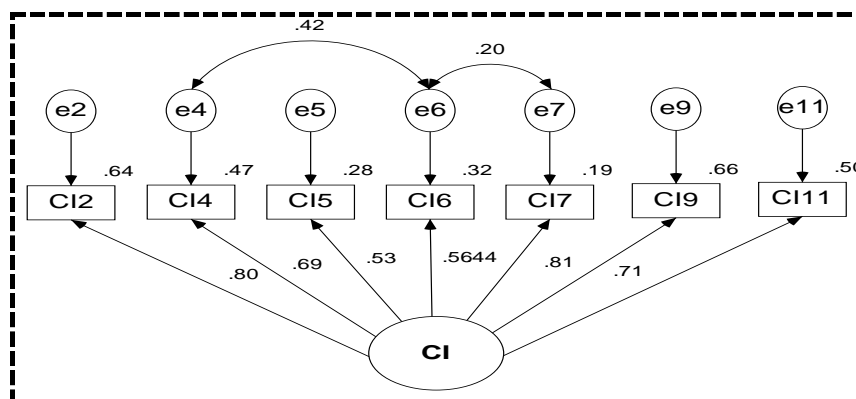 .42
.20
e2 e4 e5 e6 e7 e9 e11
.64 .47 .28 .32 .19 .66 .50
CI2 CI4 CI5 CI6 CI7 CI9 CI11
.80 .69 .53 .5644 .81 .71
CI